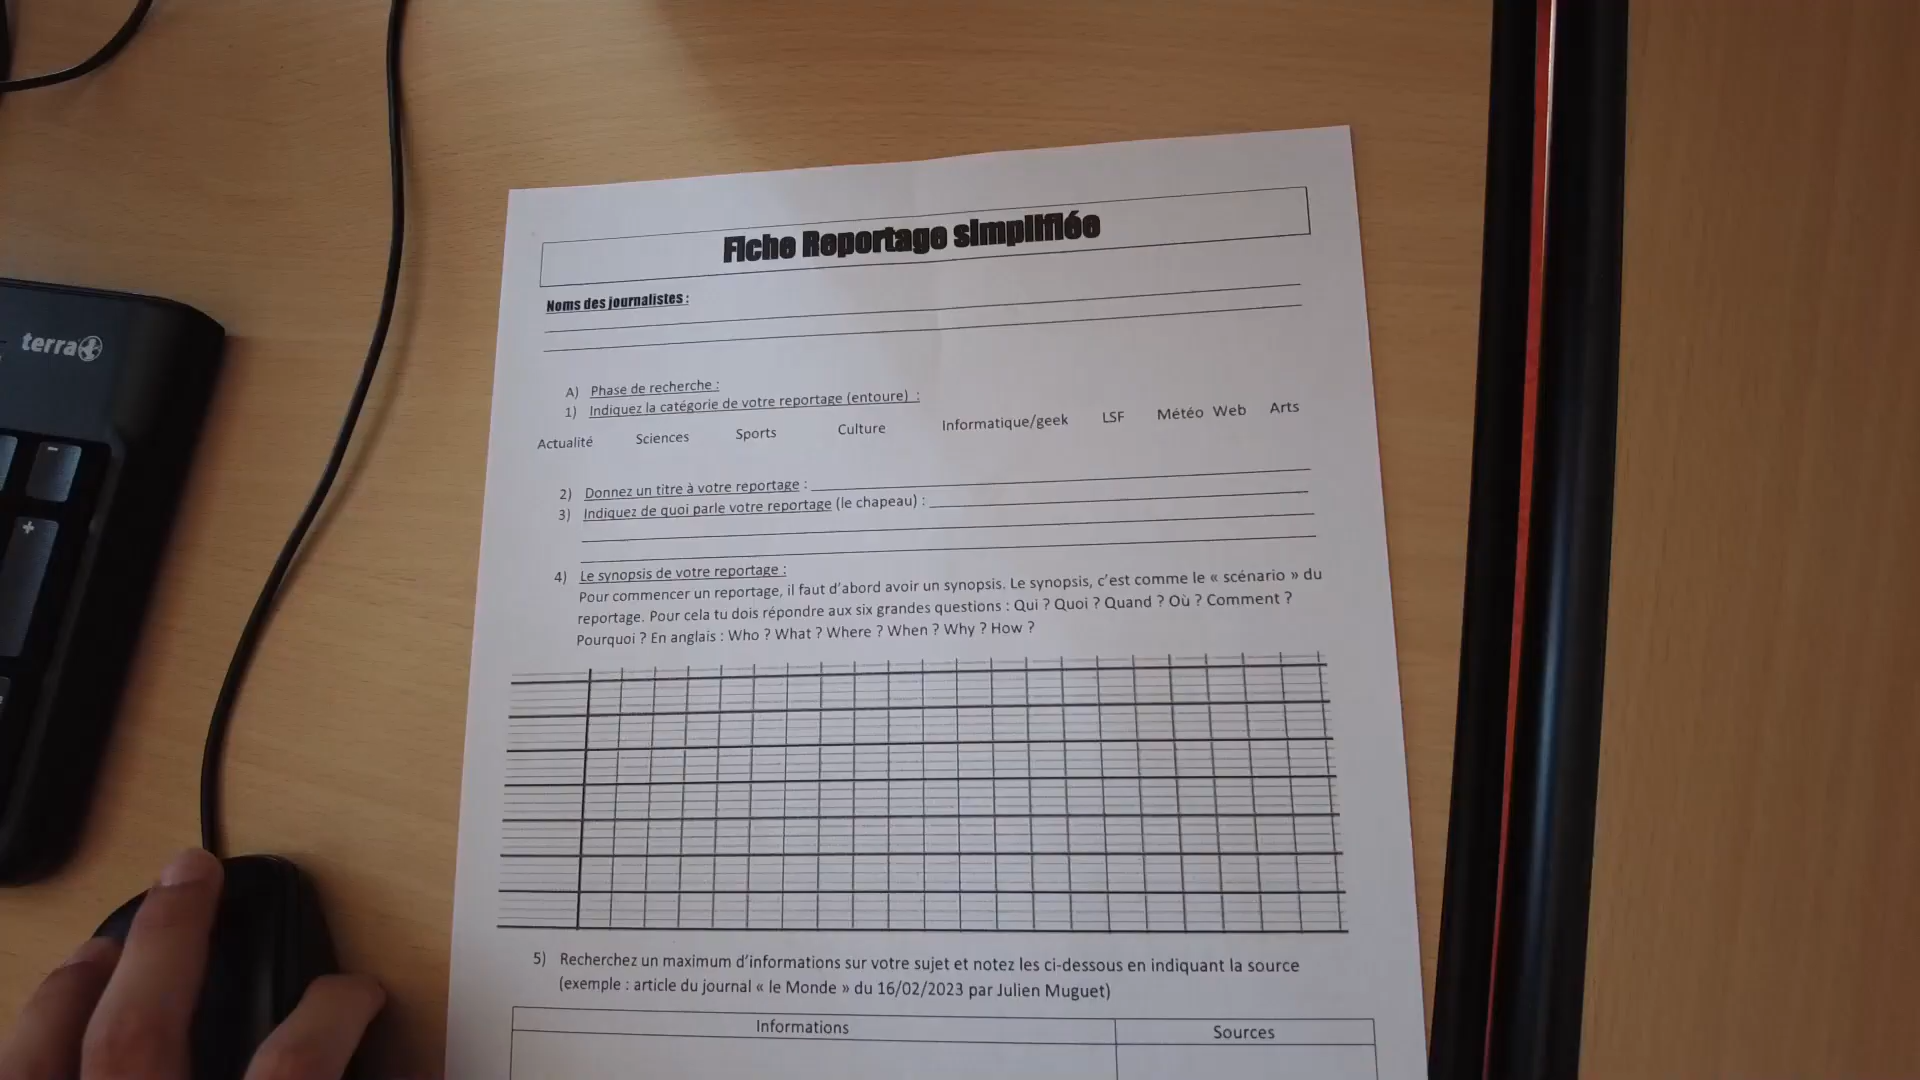 Fiche Reportage simplifiée
Noms des journalistes :
A) Phase de recherche :
1) Indiquez la catégorie de votre reportage (entoure) :
Actualité Sciences Sports Culture Informatique/geek LSF Météo Web Arts
2) Donnez un titre à votre reportage :
3) Indiquez de quoi parle votre reportage (le chapeau) :
4) Le synopsis de votre reportage :
Pour commencer un reportage, il faut d’abord avoir un synopsis. Le synopsis, c’est comme le « scénario » du
reportage. Pour cela tu dois répondre aux six grandes questions : Qui ? Quoi ? Quand ? Où ? Comment ?
Pourquoi ? En anglais : Who ? What ? Where ? When ? Why ? How ?
5) Recherchez un maximum d’informations sur votre sujet et notez les ci-dessous en indiquant la source
(exemple : article du journal « le Monde » du 16/02/2023 par Julien Muguet)
Informations Sources
terra
-
+